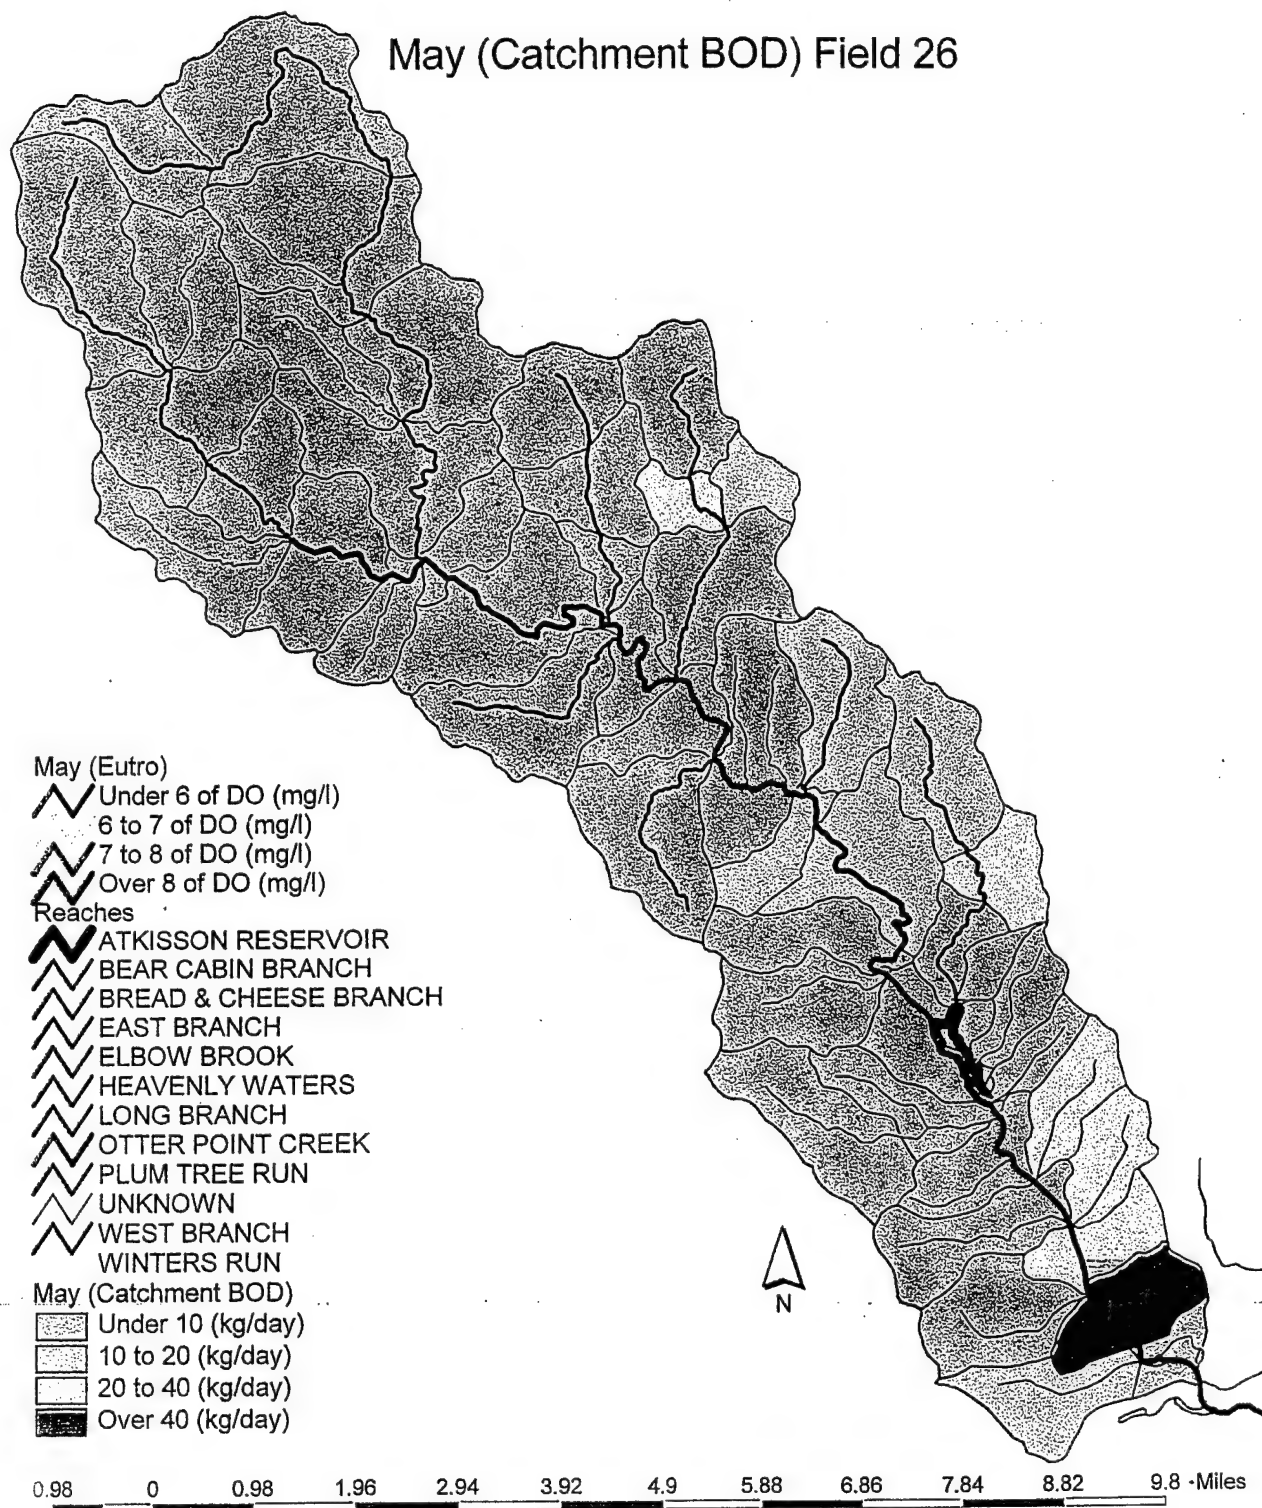 May (Catchment BOD) Field 26
May (Eutro)
Under 6 of DO (mg/l)
6 to 7 of DO (mg/l)
7 to 8 of DO (mg/l)
Over 8 of DO (mg/l)
Reaches
ATKISSON RESERVOIR
BEAR CABIN BRANCH
BREAD & CHEESE BRANCH
EAST BRANCH
ELBOW BROOK
HEAVENLY WATERS
LONG BRANCH
OTTER POINT CREEK
PLUM TREE RUN
UNKNOWN
WEST BRANCH
WINTERS RUN
May (Catchment BOD)
Under 10 (kg/day)
10 to 20 (kg/day)
20 to 40 (kg/day)
Over 40 (kg/day)
N
0.98 0 0.98 1.96 2.94 3.92 4.9 5.88 6.86 7.84 8.82 9.8 Miles